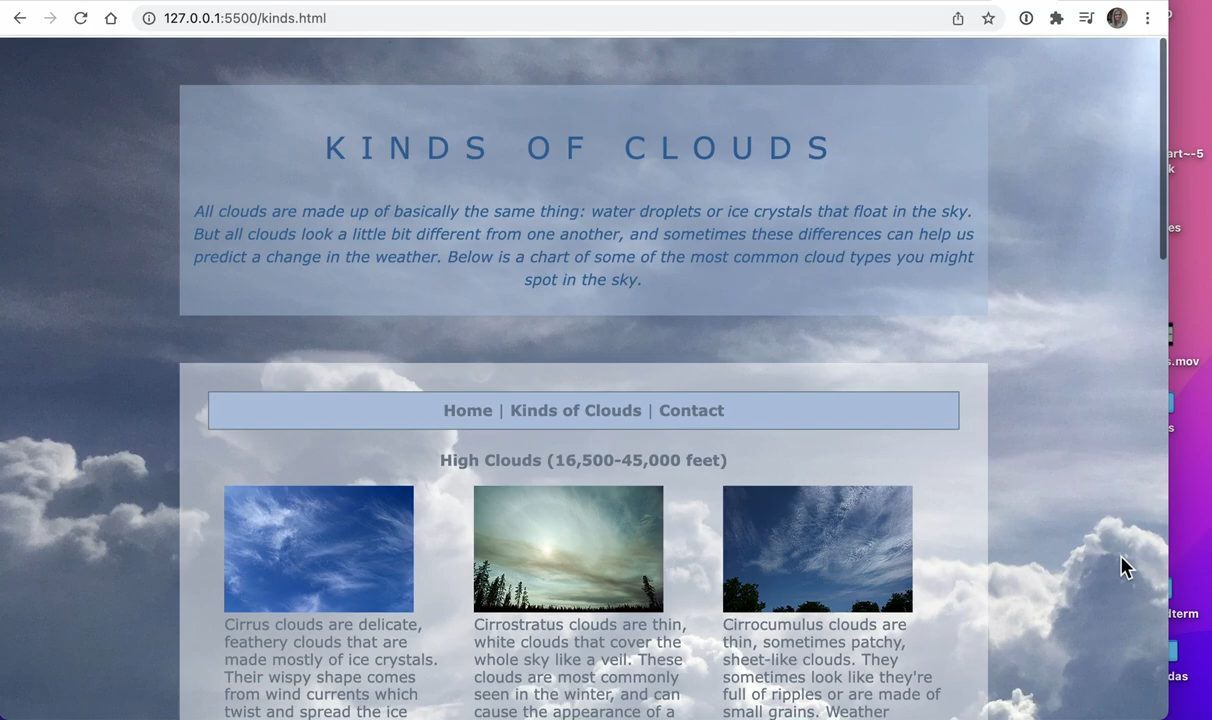 127.0.0.1:5500/kinds.html
KINDS OF CLOUDS
All clouds are made up of basically the same thing: water droplets or ice crystals that float in the sky.
But all clouds look a little bit different from one another, and sometimes these differences can help us
predict a change in the weather. Below is a chart of some of the most common cloud types you might
spot in the sky.
Home | Kinds of Clouds | Contact
High Clouds (16,500-45,000 feet)
Cirrus clouds are delicate,
feathery clouds that are
made mostly of ice crystals.
Their wispy shape comes
from wind currents which
twist and spread the ice
Cirrostratus clouds are thin,
white clouds that cover the
whole sky like a veil. These
clouds are most commonly
seen in the winter, and can
cause the appearance of a
Cirrocumulus clouds are
thin, sometimes patchy,
sheet-like clouds. They
sometimes look like they're
full of ripples or are made of
small grains. Weather
art~-5
k
es
s.mov
s
lterm
das